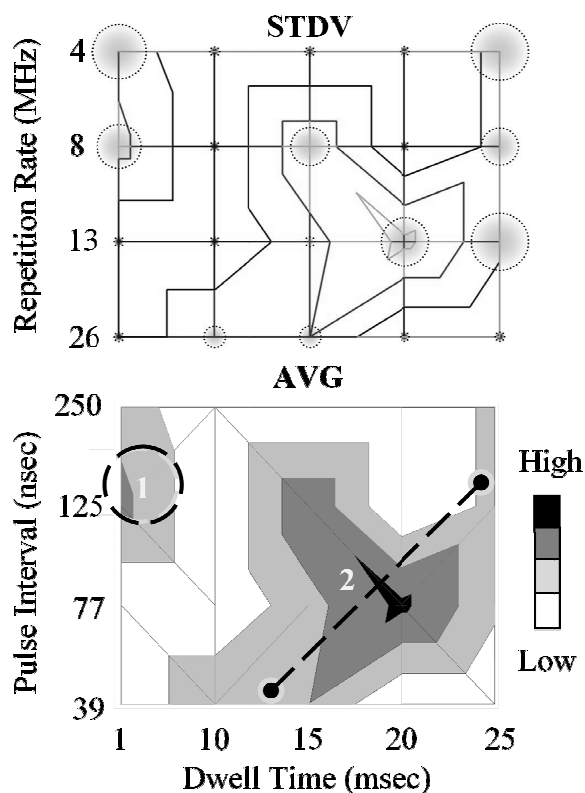 STDV
Repetition Rate (MHz)
4
8
13
26
AVG
Pulse Interval (nsec)
250
125
77
39
1
2
High
Low
1 10 15 20 25
Dwell Time (msec)